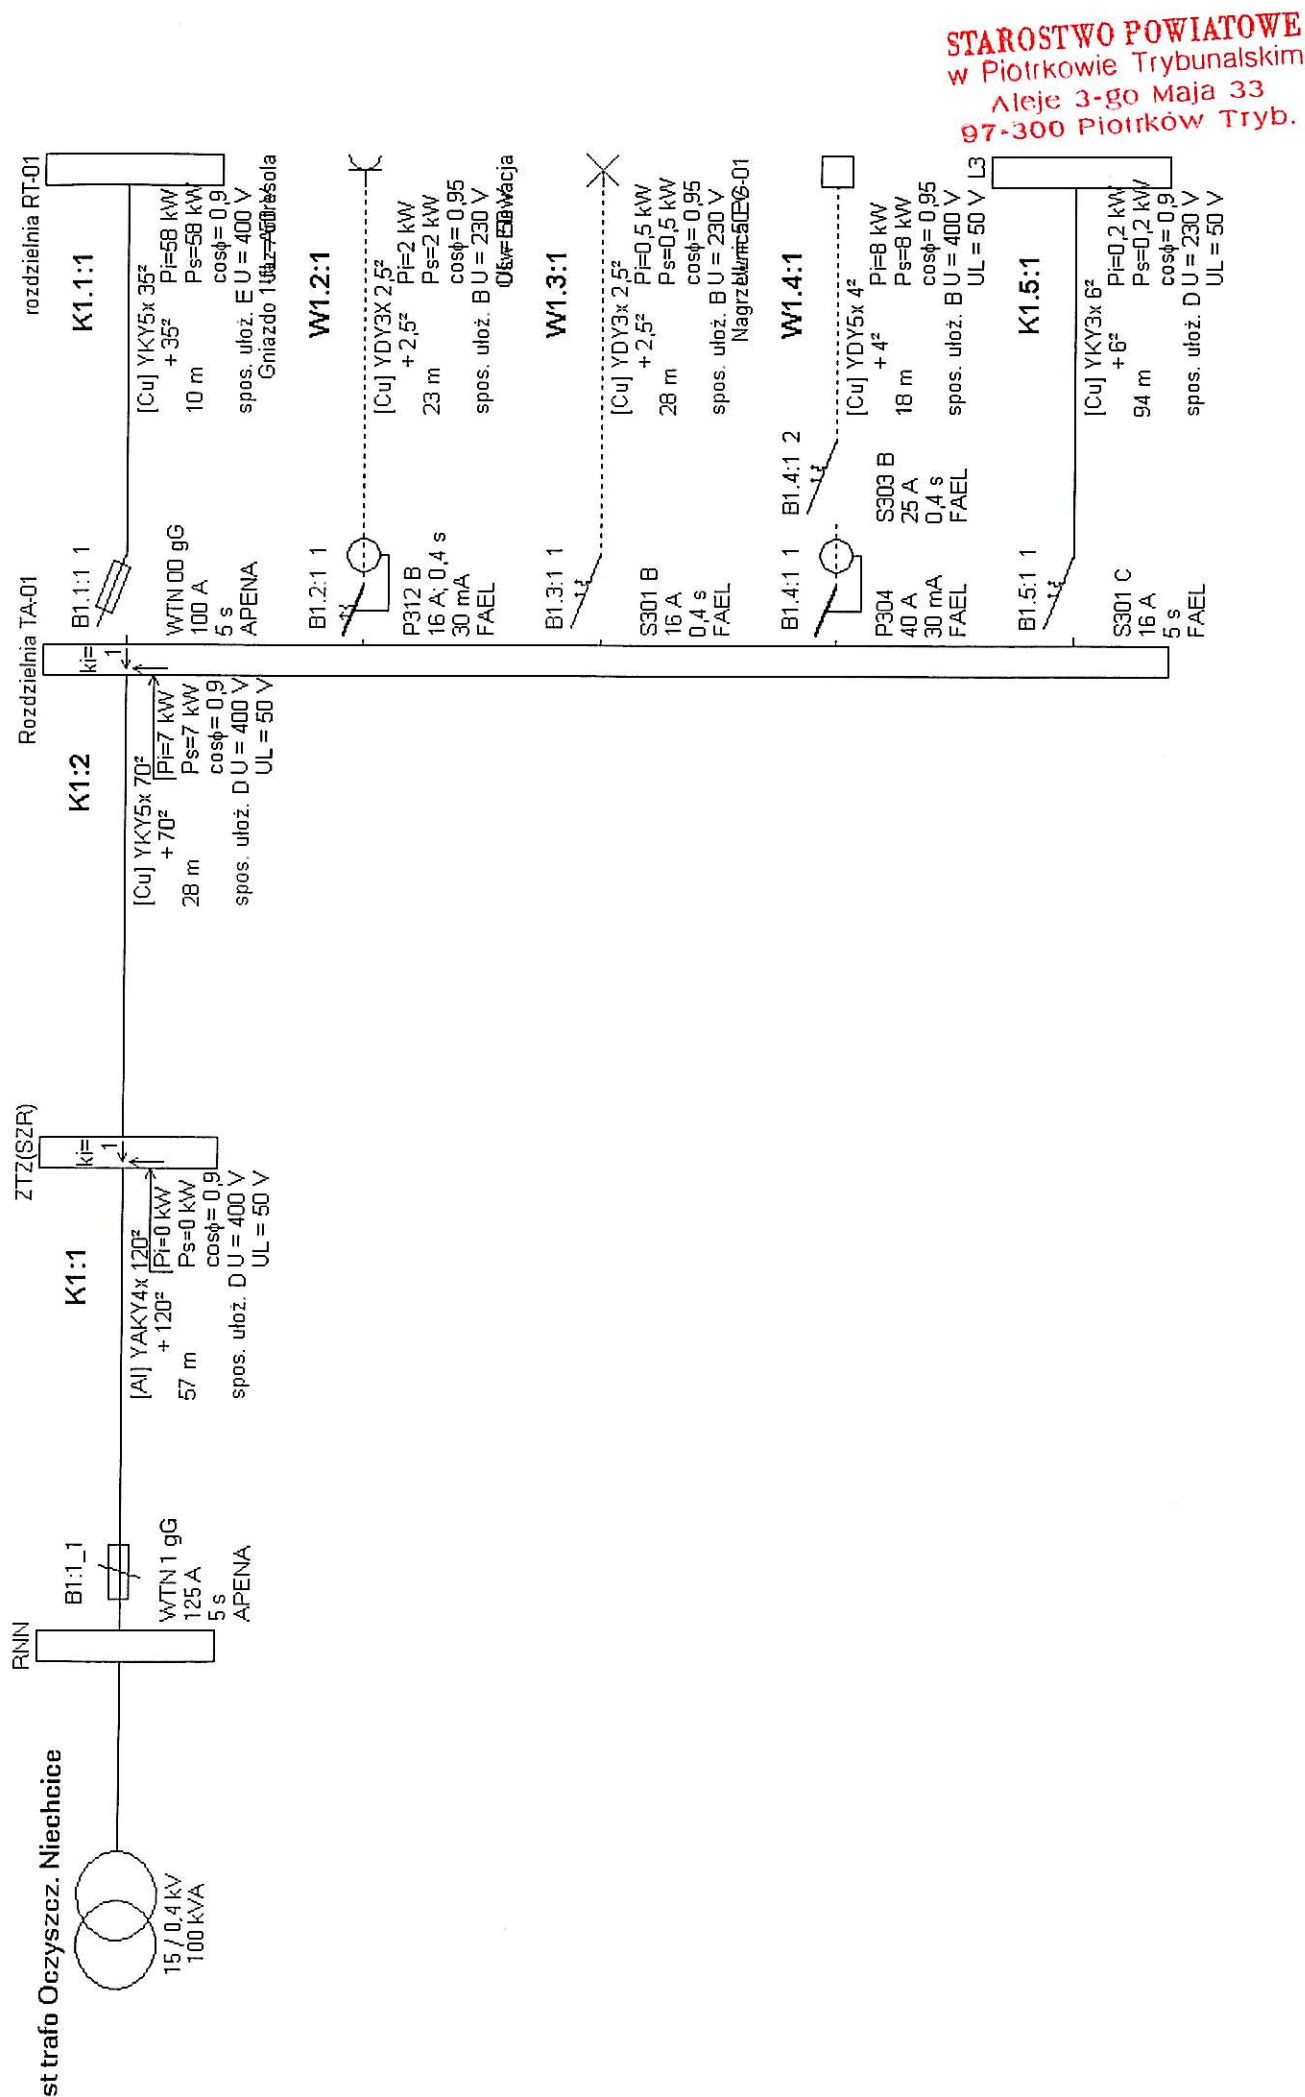 STAROSTWO POWIATOWE
w Piotrkowie Trybunalskim
Aleje 3-go Maja 33
97-300 Piotrków Tryb.
st trafo Oczyszcz. Niechcice
15 / 0,4 kV
100 kVA
RNN
B1:1_1
WTN 1 gG
125 A
5 s
APENA
K1:1
[Al] YAKY4x 120²
+ 120²
57 m
Pi=0 kW
Ps=0 kW
cosϕ= 0,9
spos. ułoż. D U = 400 V
UL = 50 V
ZTZ(SZR)
ki=
1
K1:2
[Cu] YKY5x 70²
+ 70²
28 m
Pi=7 kW
Ps=7 kW
cosϕ= 0,9
spos. ułoż. D U = 400 V
UL = 50 V
Rozdzielnia TA-01
ki=
1
B1.1:1 1
WTN 00 gG
100 A
5 s
APENA
rozdzielnia RT-01
K1.1:1
[Cu] YKY5x 35²
+ 35²
10 m
Pi=58 kW
Ps=58 kW
cosϕ= 0,9
spos. ułoż. E U = 400 V
Gniazdo
B1.2:1 1
P312 B
16 A; 0,4 s
30 mA
FAEL
W1.2:1
[Cu] YDY3X 2,5²
+ 2,5²
23 m
Pi=2 kW
Ps=2 kW
cosϕ= 0,95
spos. ułoż. B U = 230 V
B1.3:1 1
S301 B
16 A
0,4 s
FAEL
W1.3:1
[Cu] YDY3x 2,5²
+ 2,5²
28 m
Pi=0,5 kW
Ps=0,5 kW
cosϕ= 0,95
spos. ułoż. B U = 230 V
B1.4:1 1
P304
40 A
30 mA
FAEL
B1.4:1 2
S303 B
25 A
0,4 s
FAEL
W1.4:1
[Cu] YDY5x 4²
+ 4²
18 m
Pi=8 kW
Ps=8 kW
cosϕ= 0,95
spos. ułoż. B U = 400 V
UL = 50 V
B1.5:1 1
S301 C
16 A
5 s
FAEL
L3
K1.5:1
[Cu] YKY3x 6²
+ 6²
94 m
Pi=0,2 kW
Ps=0,2 kW
cosϕ= 0,9
spos. ułoż. D U = 230 V
UL = 50 V